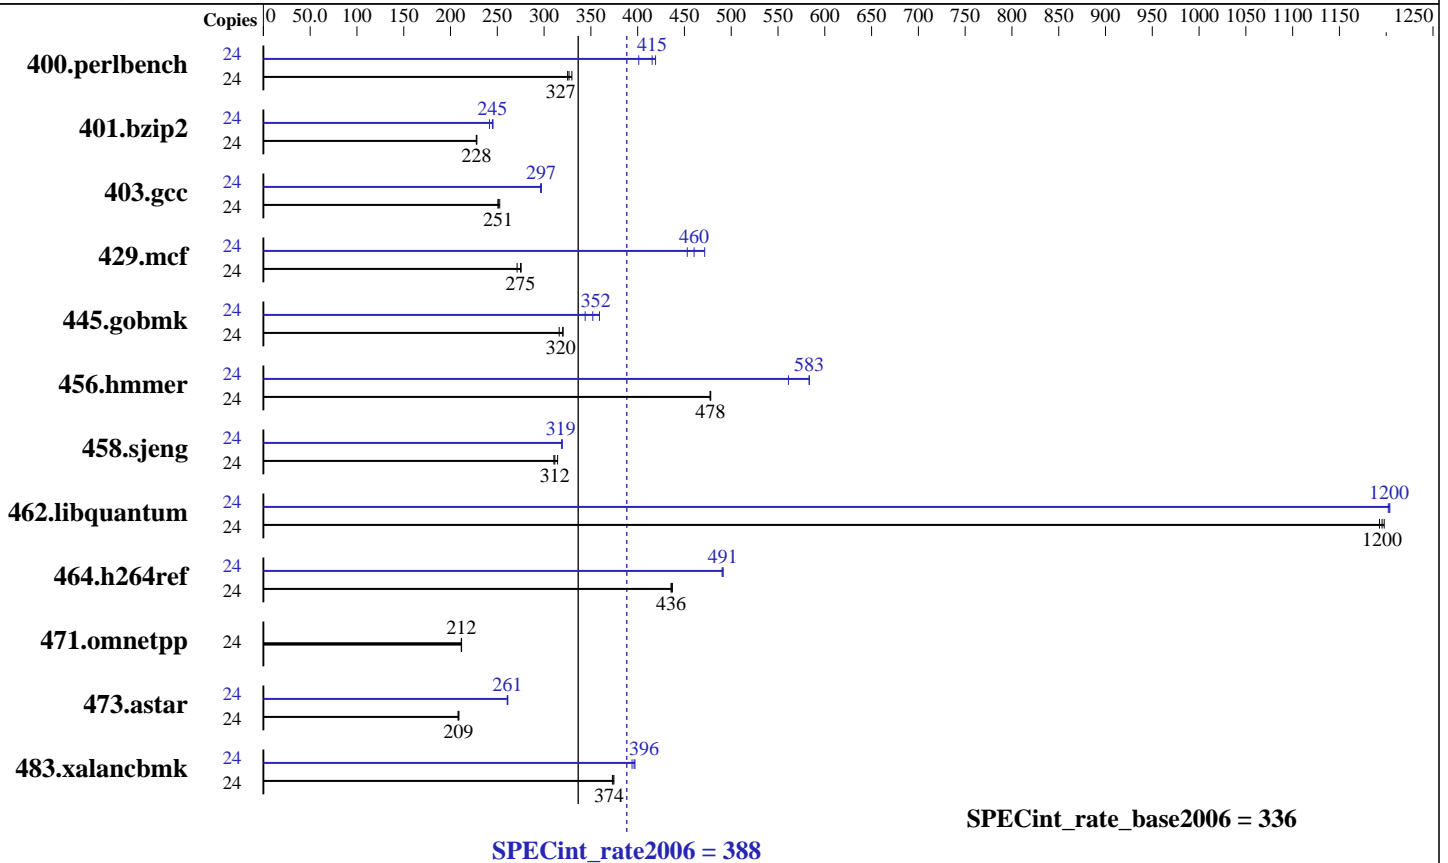 Copies 0 50.0 100 150 200 250 300 350 400 450 500 550 600 650 700 750 800 850 900 950 1000 1050 1100 1150 1250
400.perlbench 24 415
24 327
401.bzip2 24 245
24 228
403.gcc 24 297
24 251
429.mcf 24 460
24 275
445.gobmk 24 352
24 320
456.hmmer 24 583
24 478
458.sjeng 24 319
24 312
462.libquantum 24 1200
24 1200
464.h264ref 24 491
24 436
471.omnetpp 24 212
473.astar 24 261
24 209
483.xalancbmk 24 396
24 374
SPECint_rate_base2006 = 336
SPECint_rate2006 = 388